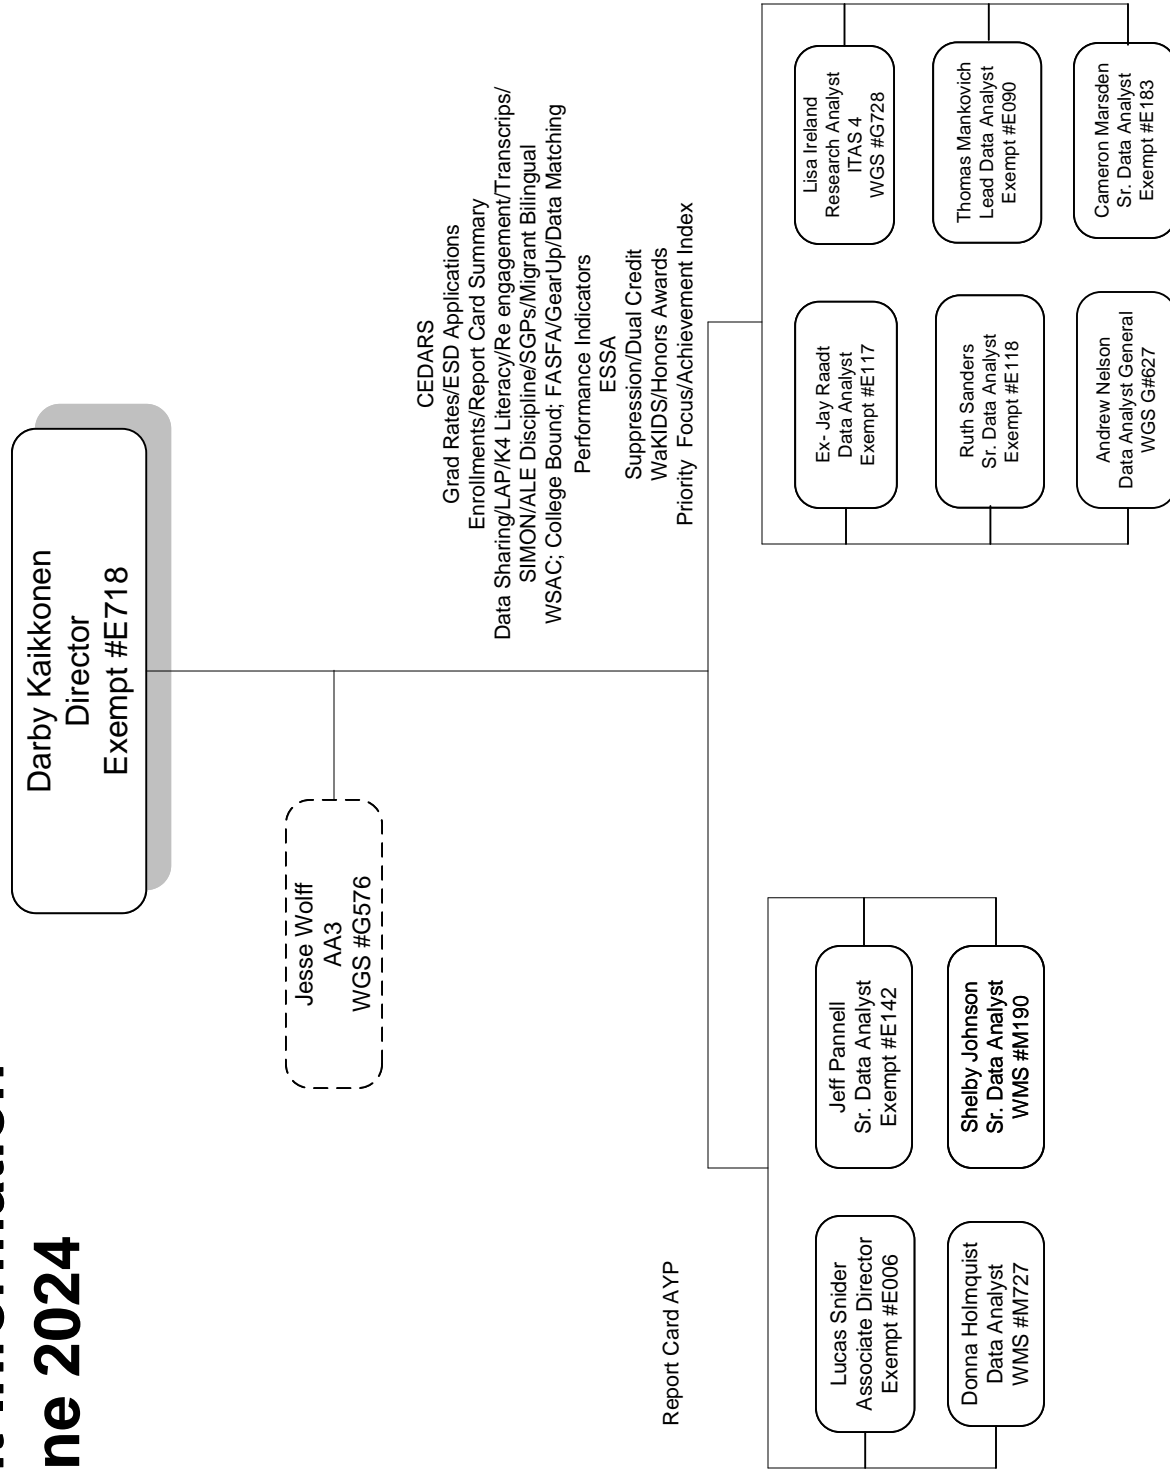 ne 2024
Darby Kaikkonen
Director
Exempt #E718
Jesse Wolff
AA3
WGS #G576
CEDARS
Grad Rates/ESD Applications
Enrollments/Report Card Summary
Data Sharing/LAP/K4 Literacy/Re engagement/Transcrips/
SIMON/ALE Discipline/SGPs/Migrant Bilingual
WSAC; College Bound; FASFA/GearUp/Data Matching
Performance Indicators
ESSA
Suppression/Dual Credit
WaKIDS/Honors Awards
Priority Focus/Achievement Index
Report Card AYP
Lucas Snider
Associate Director
Exempt #E006
Jeff Pannell
Sr. Data Analyst
Exempt #E142
Donna Holmquist
Data Analyst
WMS #M727
Shelby Johnson
Sr. Data Analyst
WMS #M190
Ex- Jay Raadt
Data Analyst
Exempt #E117
Lisa Ireland
Research Analyst
ITAS 4
WGS #G728
Ruth Sanders
Sr. Data Analyst
Exempt #E118
Thomas Mankovich
Lead Data Analyst
Exempt #E090
Andrew Nelson
Data Analyst General
WGS G#627
Cameron Marsden
Sr. Data Analyst
Exempt #E183